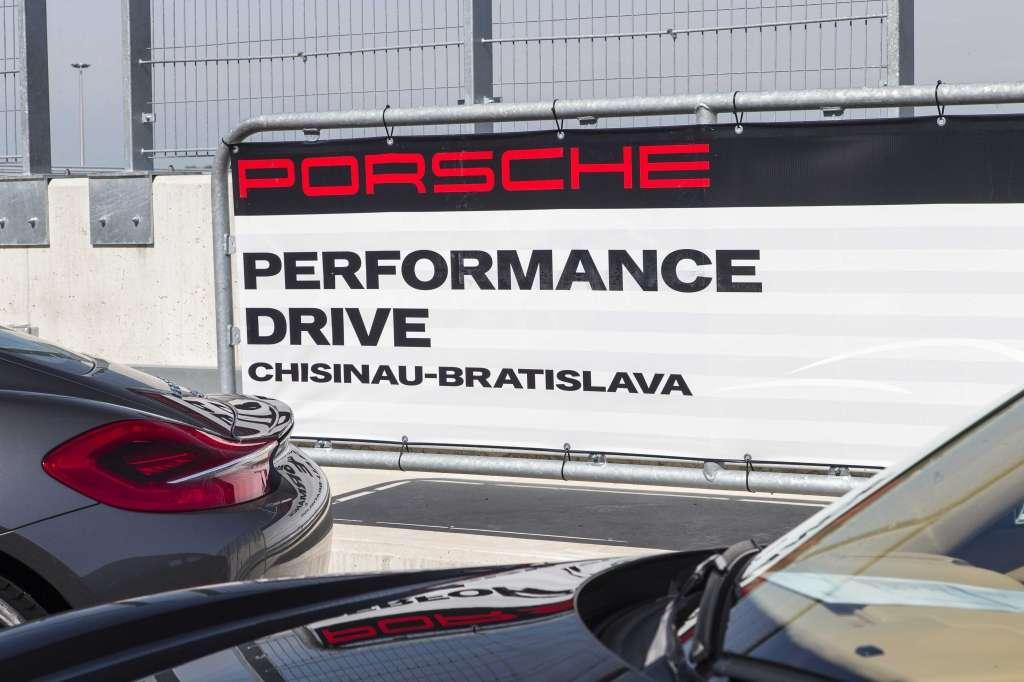 PORSCHE
PERFORMANCE
DRIVE
CHISINAU-BRATISLAVA